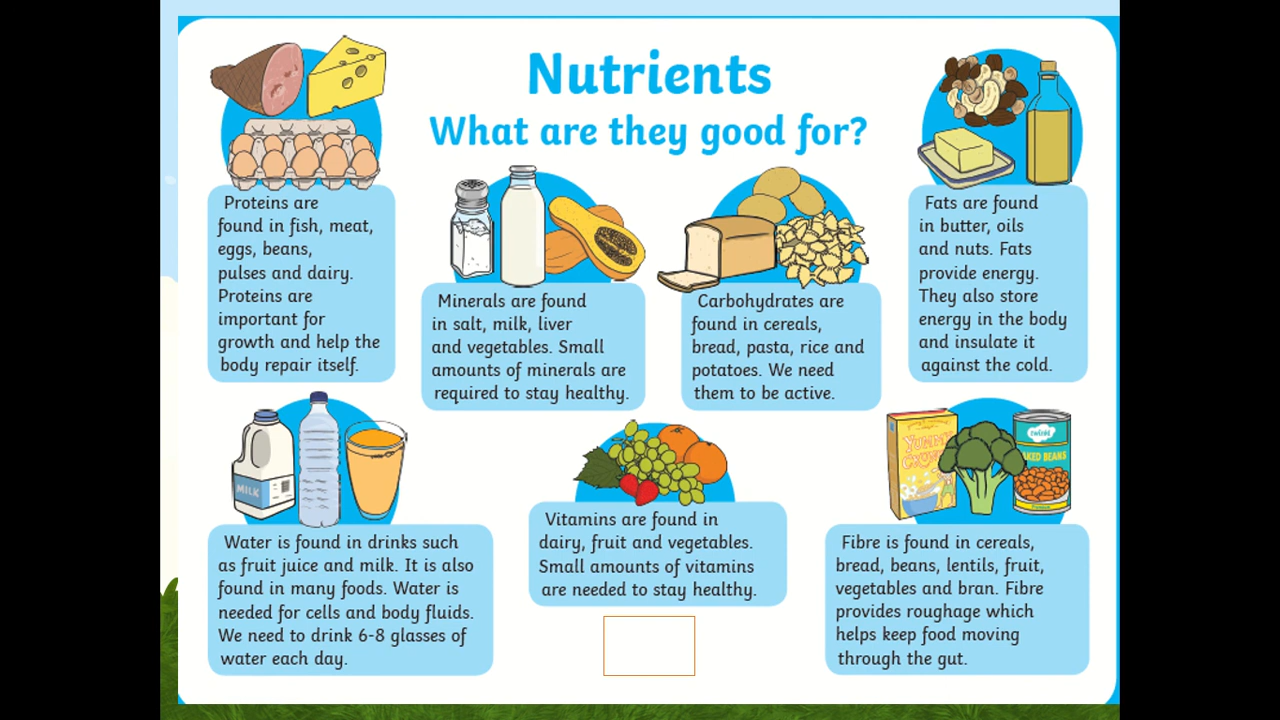 Nutrients
What are they good for?
Proteins are
found in fish, meat,
eggs, beans,
pulses and dairy.
Proteins are
important for
growth and help the
body repair itself.
Minerals are found
in salt, milk, liver
and vegetables. Small
amounts of minerals are
required to stay healthy.
Carbohydrates are
found in cereals,
bread, pasta, rice and
potatoes. We need
them to be active.
Fats are found
in butter, oils
and nuts. Fats
provide energy.
They also store
energy in the body
and insulate it
against the cold.
MILK
Water is found in drinks such
as fruit juice and milk. It is also
found in many foods. Water is
needed for cells and body fluids.
We need to drink 6-8 glasses of
water each day.
Vitamins are found in
dairy, fruit and vegetables.
Small amounts of vitamins
are needed to stay healthy.
YUMMY
twinkl
BEANS
Fibre is found in cereals,
bread, beans, lentils, fruit,
vegetables and bran. Fibre
provides roughage which
helps keep food moving
through the gut.